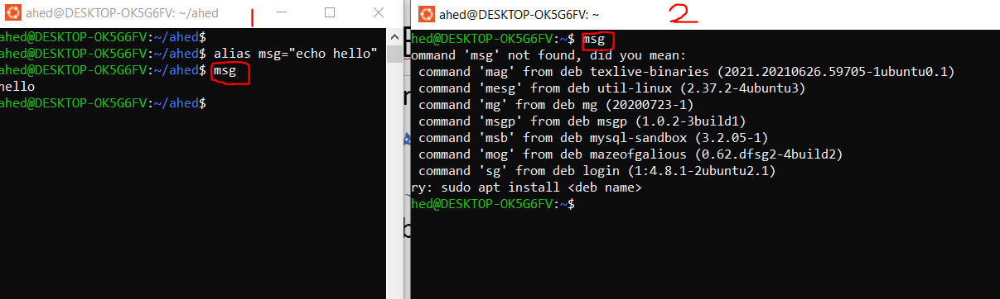 ahed@DESKTOP-OK5G6FV: ~/ahed
1
ahed@DESKTOP-OK5G6FV:~/ahed$
ahed@DESKTOP-OK5G6FV:~/ahed$ alias msg="echo hello"
ahed@DESKTOP-OK5G6FV:~/ahed$ msg
hello
ahed@DESKTOP-OK5G6FV:~/ahed$
ahed@DESKTOP-OK5G6FV: ~
2
hed@DESKTOP-OK5G6FV:~$ msg
ommand 'msg' not found, did you mean:
command 'mag' from deb texlive-binaries (2021.20210626.59705-1ubuntu0.1)
command 'mesg' from deb util-linux (2.37.2-4ubuntu3)
command 'mg' from deb mg (20200723-1)
command 'msgp' from deb msgp (1.0.2-3build1)
command 'msb' from deb mysql-sandbox (3.2.05-1)
command 'mog' from deb mazeofgalious (0.62.dfsg2-4build2)
command 'sg' from deb login (1:4.8.1-2ubuntu2.1)
ry: sudo apt install <deb name>
hed@DESKTOP-OK5G6FV:~$